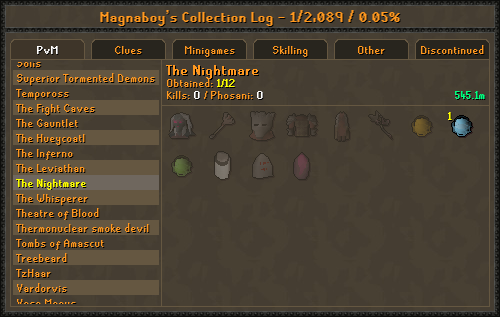 Magnaboy's Collection Log - 1/2,089 / 0.05%
PvM
Clues
Minigames
Skilling
Other
Discontinued
Solis
Superior Tormented Demons
Tempoross
The Fight Caves
The Gauntlet
The Hueycoatl
The Inferno
The Leviathan
The Nightmare
The Whisperer
Theatre of Blood
Thermonuclear smoke devil
Tombs of Amascut
Treebeard
TzHaar
Vardorvis
The Nightmare
Obtained: 1/12
Kills: 0 / Phosani: 0
545.1m
1